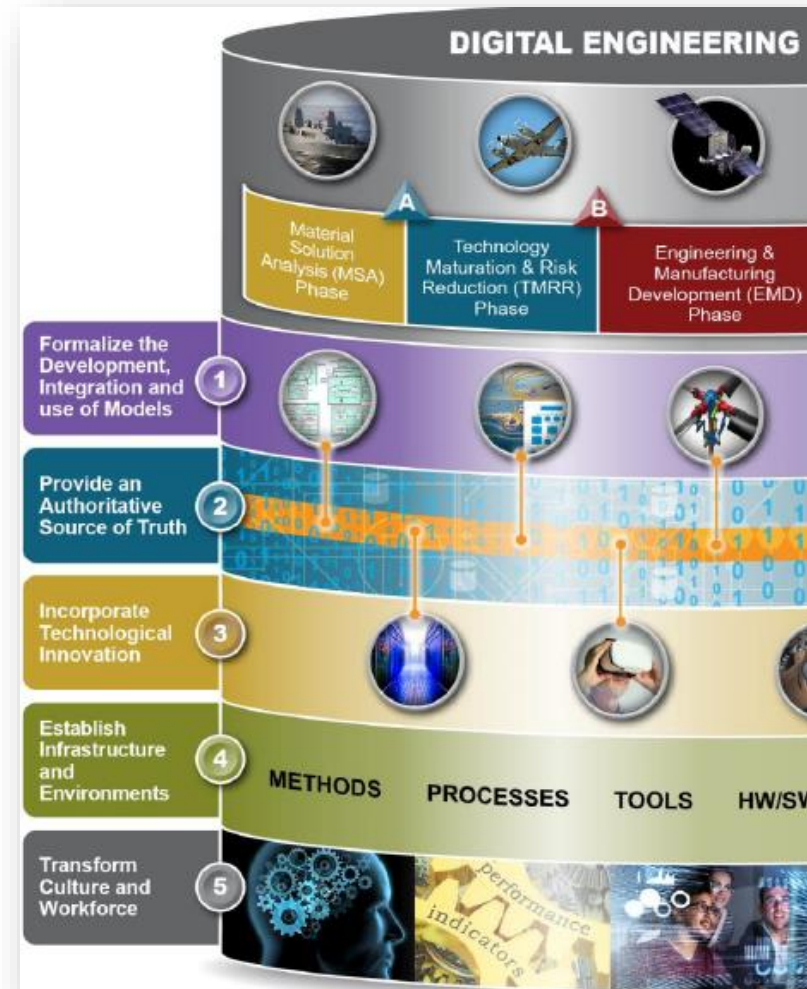 DIGITAL ENGINEERING
A
B
Material
Solution
Analysis (MSA)
Phase
Technology
Maturation & Risk
Reduction (TMRR)
Phase
Engineering &
Manufacturing
Development (EMD)
Phase
Formalize the
Development,
Integration and
use of Models
1
Provide an
Authoritative
Source of Truth
2
Incorporate
Technological
Innovation
3
Establish
Infrastructure
and
Environments
4
METHODS PROCESSES TOOLS HW/SW
Transform
Culture and
Workforce
5
performance
indicators